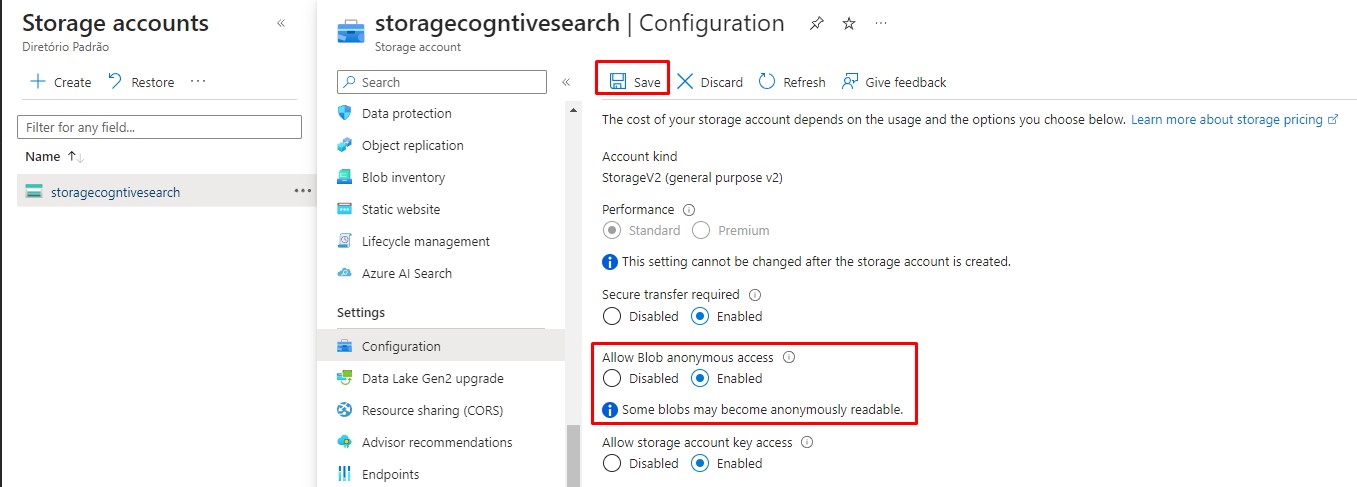 Storage accounts
«
Diretório Padrão
Create
Restore
...
Filter for any field...
Name
storagecogntivesearch
...
storagecogntivesearch | Configuration
...
Storage account
Search
«
Data protection
Object replication
Blob inventory
Static website
Lifecycle management
Azure AI Search
Settings
Configuration
Data Lake Gen2 upgrade
Resource sharing (CORS)
Advisor recommendations
Endpoints
Save
Discard
Refresh
Give feedback
The cost of your storage account depends on the usage and the options you choose below. Learn more about storage pricing
Account kind
StorageV2 (general purpose v2)
Performance
Standard Premium
This setting cannot be changed after the storage account is created.
Secure transfer required
Disabled Enabled
Allow Blob anonymous access
Disabled Enabled
Some blobs may become anonymously readable.
Allow storage account key access
Disabled Enabled